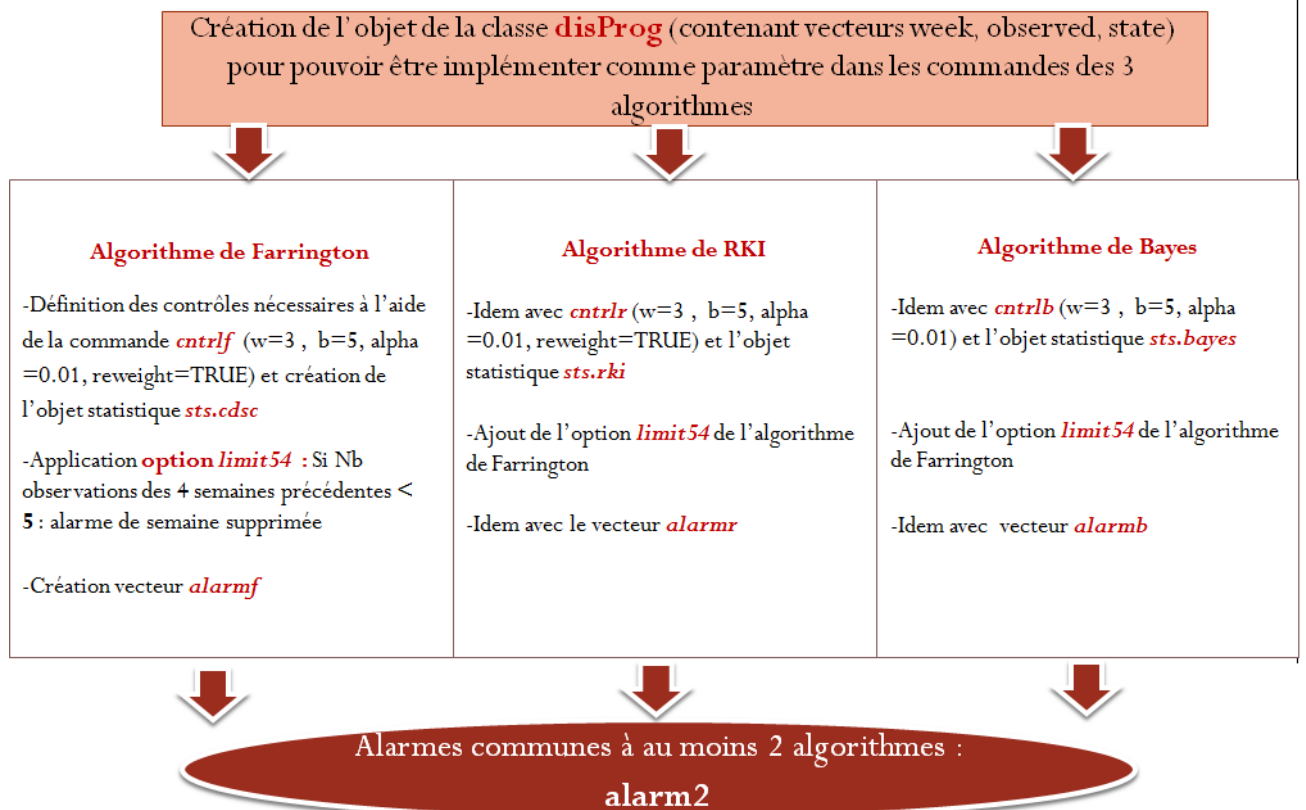 Création de l'objet de la classe disProg (contenant vecteurs week, observed, state)
pour pouvoir être implémenter comme paramètre dans les commandes des 3
algorithmes
Algorithme de Farrington
-Définition des contrôles nécessaires à l'aide
de la commande cntrlf (w=3 , b=5, alpha
=0.01, reweight=TRUE) et création de
l'objet statistique sts.cdsc
-Application option limit54 : Si Nb
observations des 4 semaines précédentes <
5 : alarme de semaine supprimée
-Création vecteur alarmf
Algorithme de RKI
-Idem avec cntrlr (w=3 , b=5, alpha
=0.01, reweight=TRUE) et l'objet
statistique sts.rki
-Ajout de l'option limit54 de l'algorithme
de Farrington
-Idem avec le vecteur alarmr
Algorithme de Bayes
-Idem avec cntrlb (w=3 , b=5, alpha
=0.01) et l'objet statistique sts.bayes
-Ajout de l'option limit54 de l'algorithme
de Farrington
-Idem avec vecteur alarmb
Alarmes communes à au moins 2 algorithmes :
alarm2